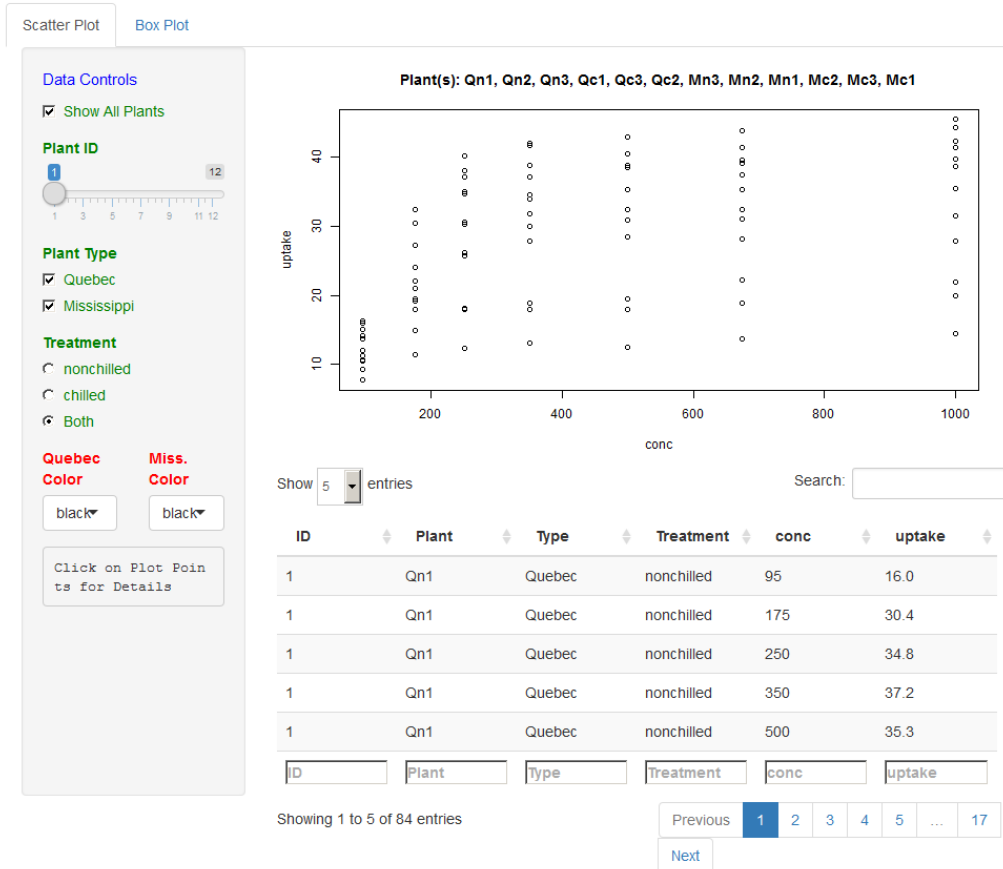 Scatter Plot Box Plot
Data Controls
Show All Plants
Plant ID
1 12
1 3 5 7 9 11 12
Plant Type
Quebec
Mississippi
Treatment
nonchilled
chilled
Both
Quebec Color Miss. Color
black black
Click on Plot Poin
ts for Details
Plant(s): Qn1, Qn2, Qn3, Qc1, Qc3, Qc2, Mn3, Mn2, Mn1, Mc2, Mc3, Mc1
uptake
40
30
20
10
200 400 600 800 1000
conc
Show 5 entries Search:
ID Plant Type Treatment conc uptake
1 Qn1 Quebec nonchilled 95 16.0
1 Qn1 Quebec nonchilled 175 30.4
1 Qn1 Quebec nonchilled 250 34.8
1 Qn1 Quebec nonchilled 350 37.2
1 Qn1 Quebec nonchilled 500 35.3
ID Plant Type Treatment conc uptake
Showing 1 to 5 of 84 entries
Previous 1 2 3 4 5 ... 17
Next